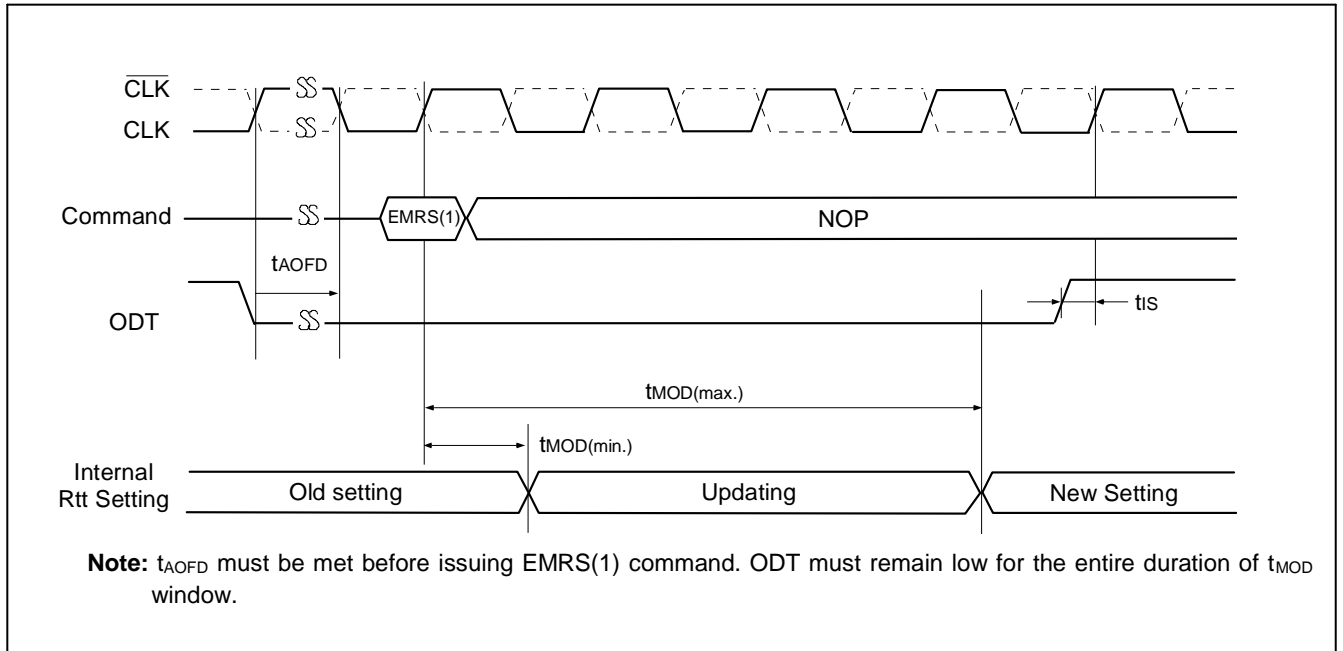 CLK
CLK
Command
EMRS(1)
NOP
tAOFD
ODT
tIS
tMOD(max.)
tMOD(min.)
Internal
Rtt Setting
Old setting
Updating
New Setting
Note: tAOFD must be met before issuing EMRS(1) command. ODT must remain low for the entire duration of tMOD
window.